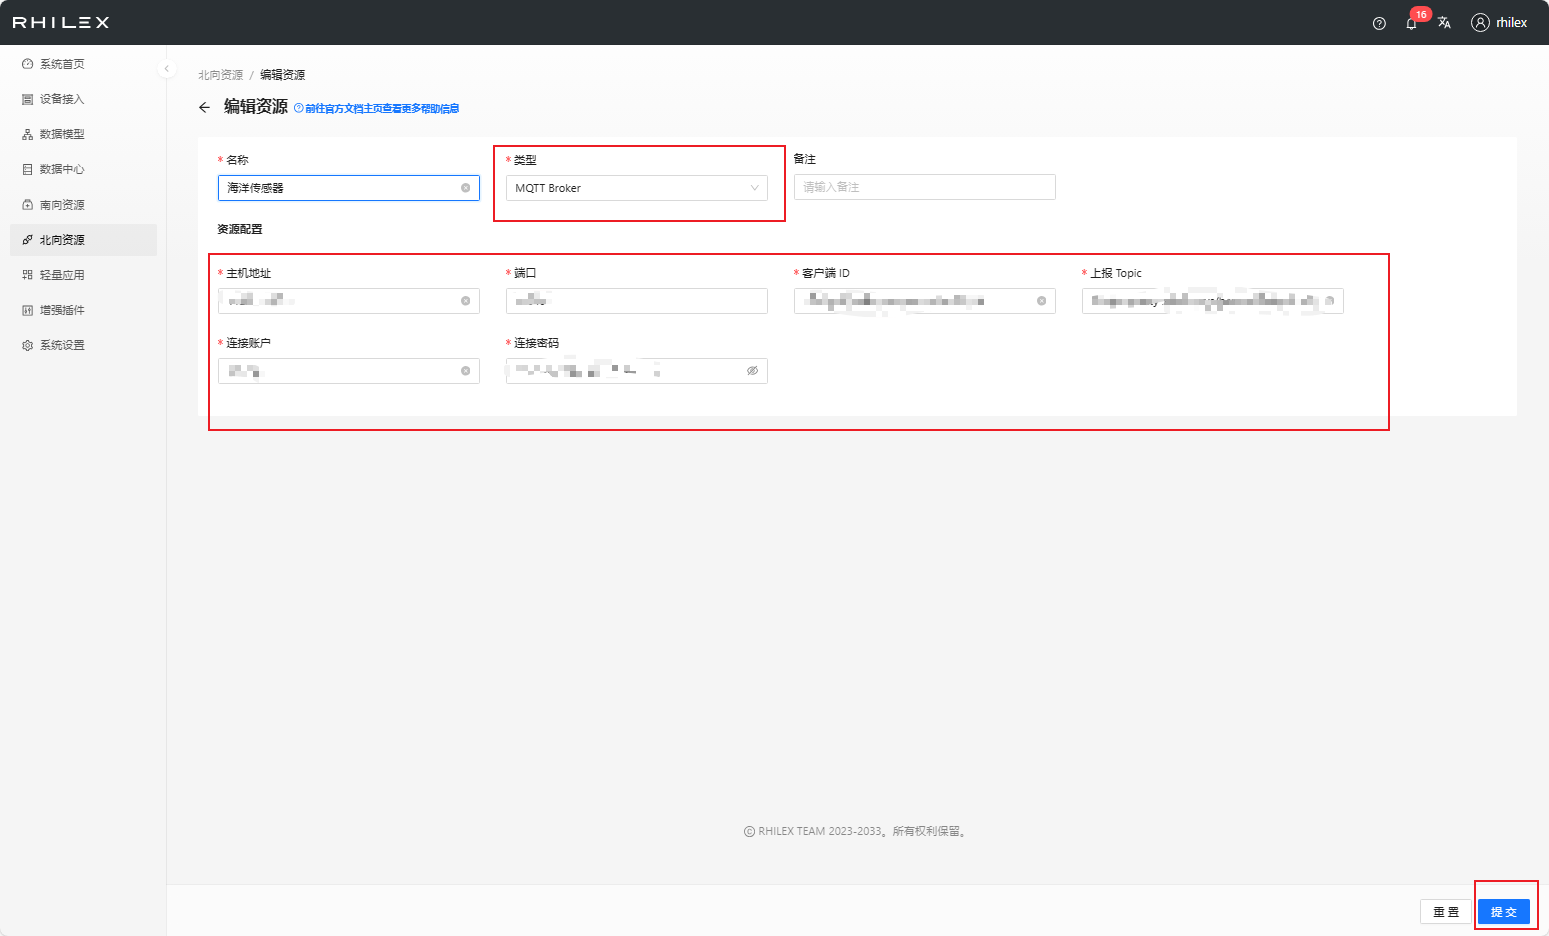 RHILEX
16
rhilex
系统首页
设备接入
数据模型
数据中心
南向资源
北向资源
轻量应用
增强插件
系统设置
北向资源 / 编辑资源
编辑资源 前往官方文档主页查看更多帮助信息
* 名称
* 类型
备注
海洋传感器
MQTT Broker
请输入备注
资源配置
* 主机地址
* 端口
* 客户端 ID
* 上报 Topic
* 连接账户
* 连接密码
© RHILEX TEAM 2023-2033。所有权利保留。
重 置
提 交